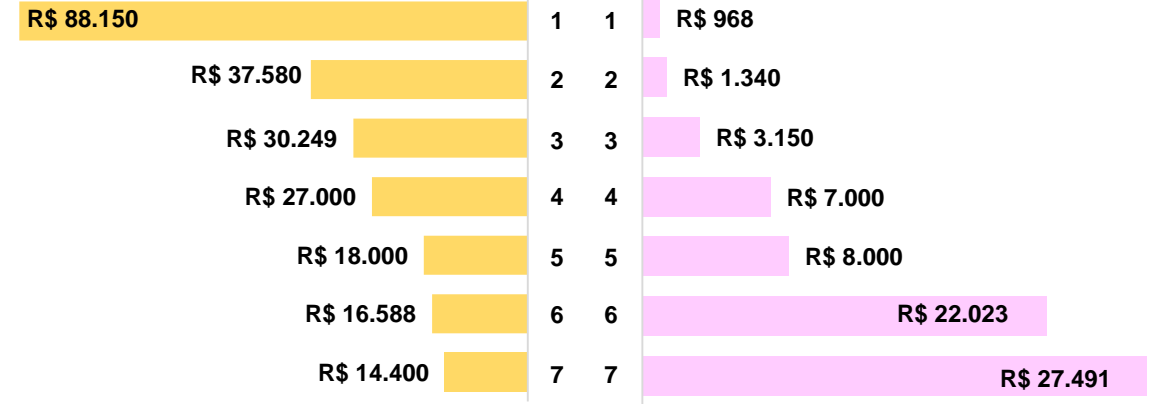 R$ 88.150 1 1 R$ 968
R$ 37.580 2 2 R$ 1.340
R$ 30.249 3 3 R$ 3.150
R$ 27.000 4 4 R$ 7.000
R$ 18.000 5 5 R$ 8.000
R$ 16.588 6 6 R$ 22.023
R$ 14.400 7 7 R$ 27.491